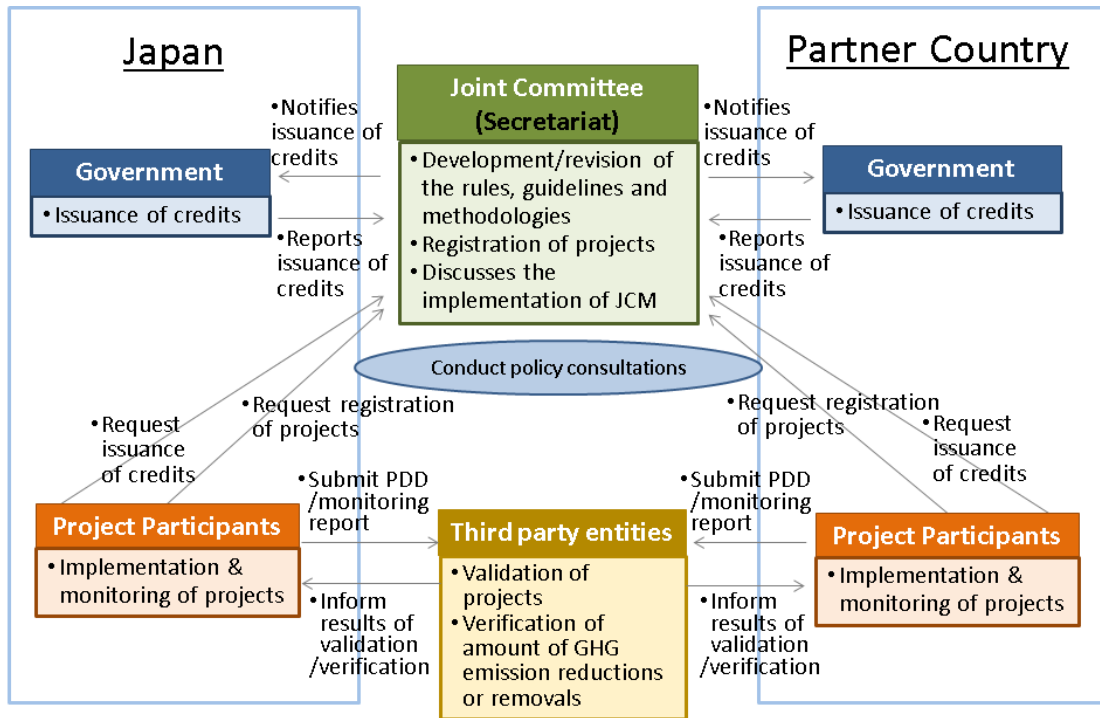 Japan
Partner Country
Joint Committee
(Secretariat)
•Development/revision of
the rules, guidelines and
methodologies
•Registration of projects
•Discusses the
implementation of JCM
•Notifies
issuance of
credits
•Notifies
issuance of
credits
Government
•Issuance of credits
Government
•Issuance of credits
•Reports
issuance of
credits
•Reports
issuance of
credits
Conduct policy consultations
•Request
issuance
of credits
•Request registration
of projects
•Request registration
of projects
•Request
issuance
of credits
•Submit PDD
/monitoring
report
•Submit PDD
/monitoring
report
Project Participants
•Implementation &
monitoring of projects
Third party entities
•Validation of
projects
•Verification of
amount of GHG
emission reductions
or removals
Project Participants
•Implementation &
monitoring of projects
•Inform
results of
validation
/verification
•Inform
results of
validation
/verification